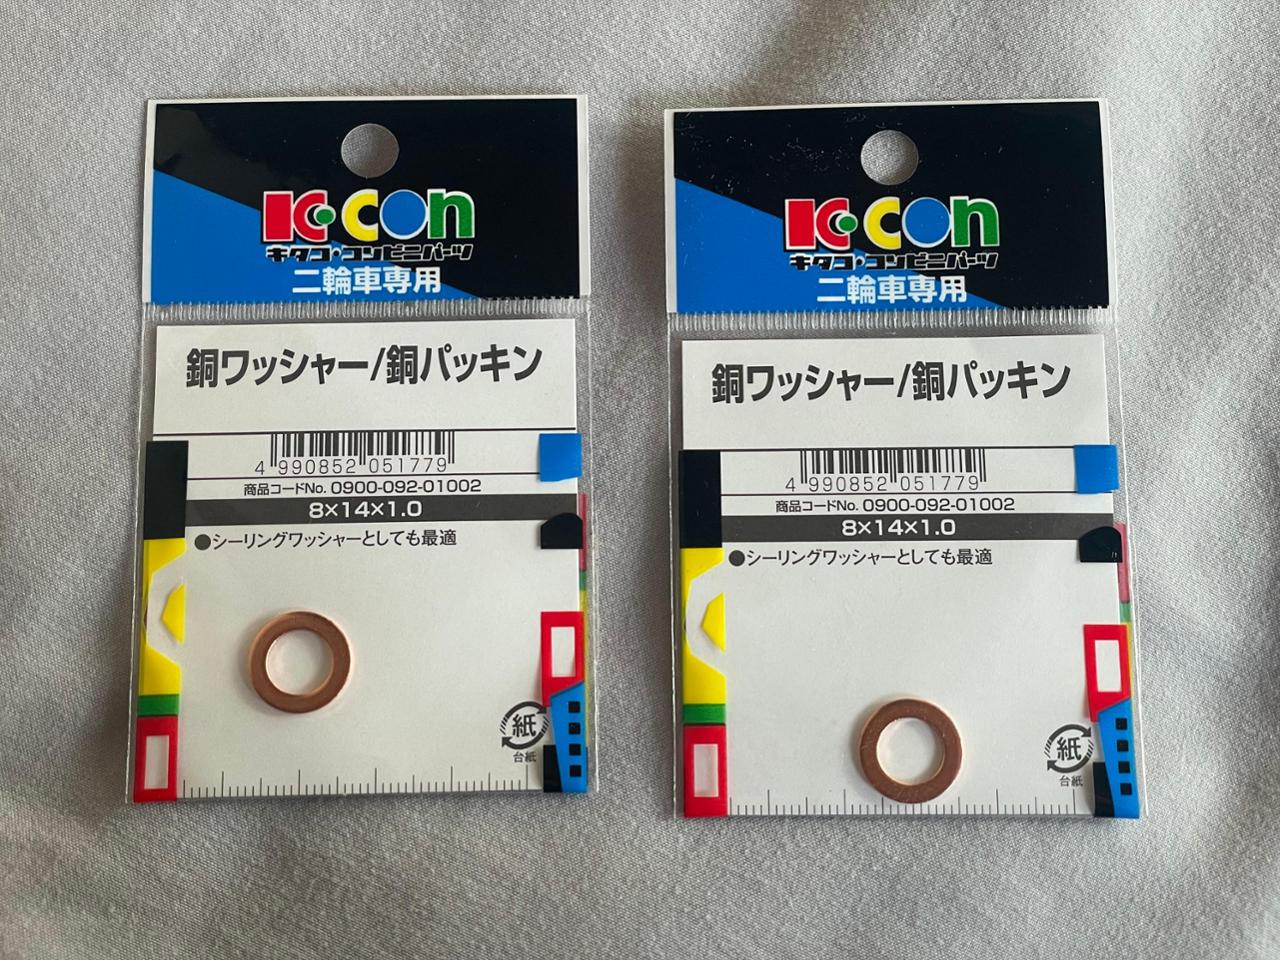 K・con
キタコ・コンビニパーツ
二輪車専用
銅ワッシャー/銅パッキン
4 990852 051779
商品コードNo. 0900-092-01002
8×14×1.0
●シーリングワッシャーとしても最適
紙
台紙
K・con
キタコ・コンビニパーツ
二輪車専用
銅ワッシャー/銅パッキン
4 990852 051779
商品コードNo. 0900-092-01002
8×14×1.0
●シーリングワッシャーとしても最適
紙
台紙